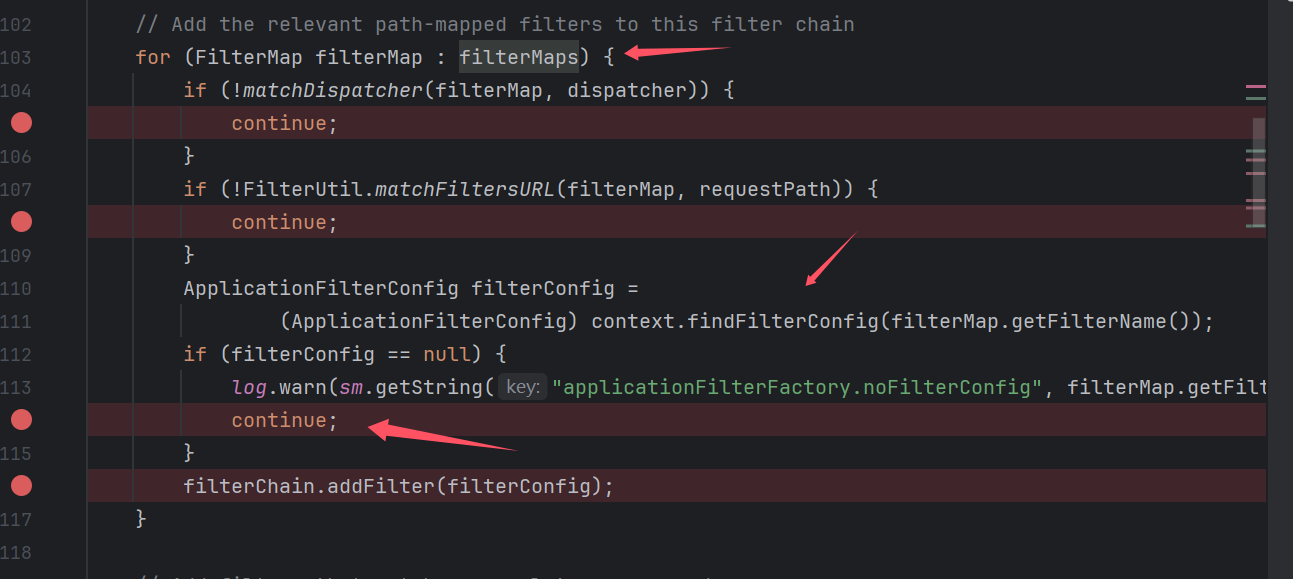 102 // Add the relevant path-mapped filters to this filter chain
103 for (FilterMap filterMap : filterMaps) {
104 if (!matchDispatcher(filterMap, dispatcher)) {
continue;
106 }
107 if (!FilterUtil.matchFiltersURL(filterMap, requestPath)) {
continue;
109 }
110 ApplicationFilterConfig filterConfig =
111 (ApplicationFilterConfig) context.findFilterConfig(filterMap.getFilterName());
112 if (filterConfig == null) {
113 log.warn(sm.getString( key: "applicationFilterFactory.noFilterConfig", filterMap.getFilt
continue;
115 }
filterChain.addFilter(filterConfig);
117 }
118